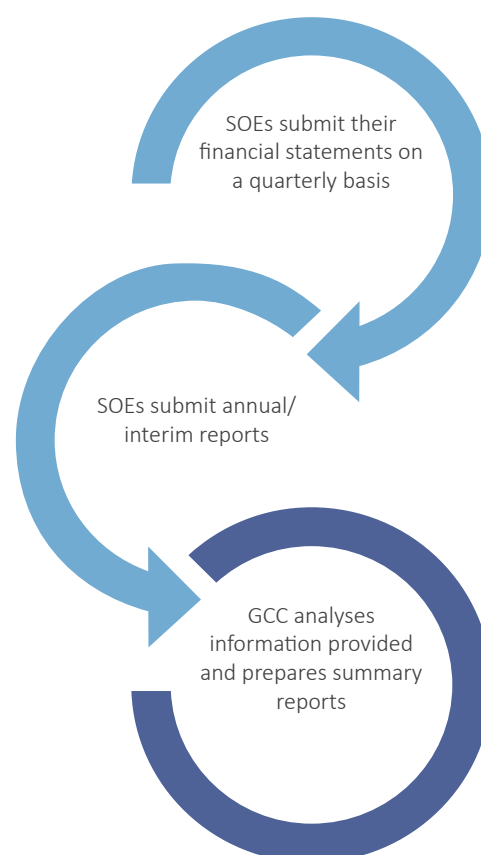 SOEs submit their
financial statements on
a quarterly basis
SOEs submit annual/
interim reports
GCC analyses
information provided
and prepares summary
reports